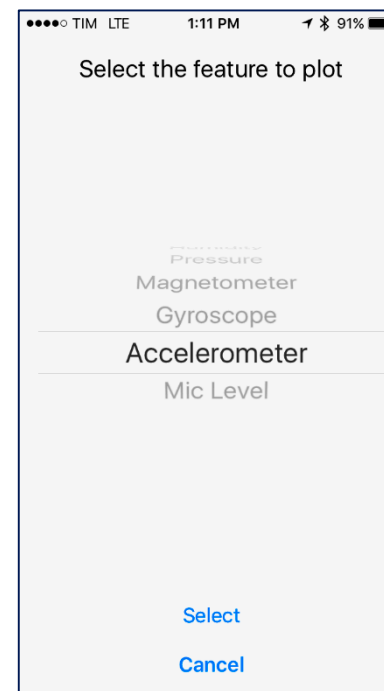 TIM LTE 1:11 PM 91%
Select the feature to plot
Humidity
Pressure
Magnetometer
Gyroscope
Accelerometer
Mic Level
Select
Cancel